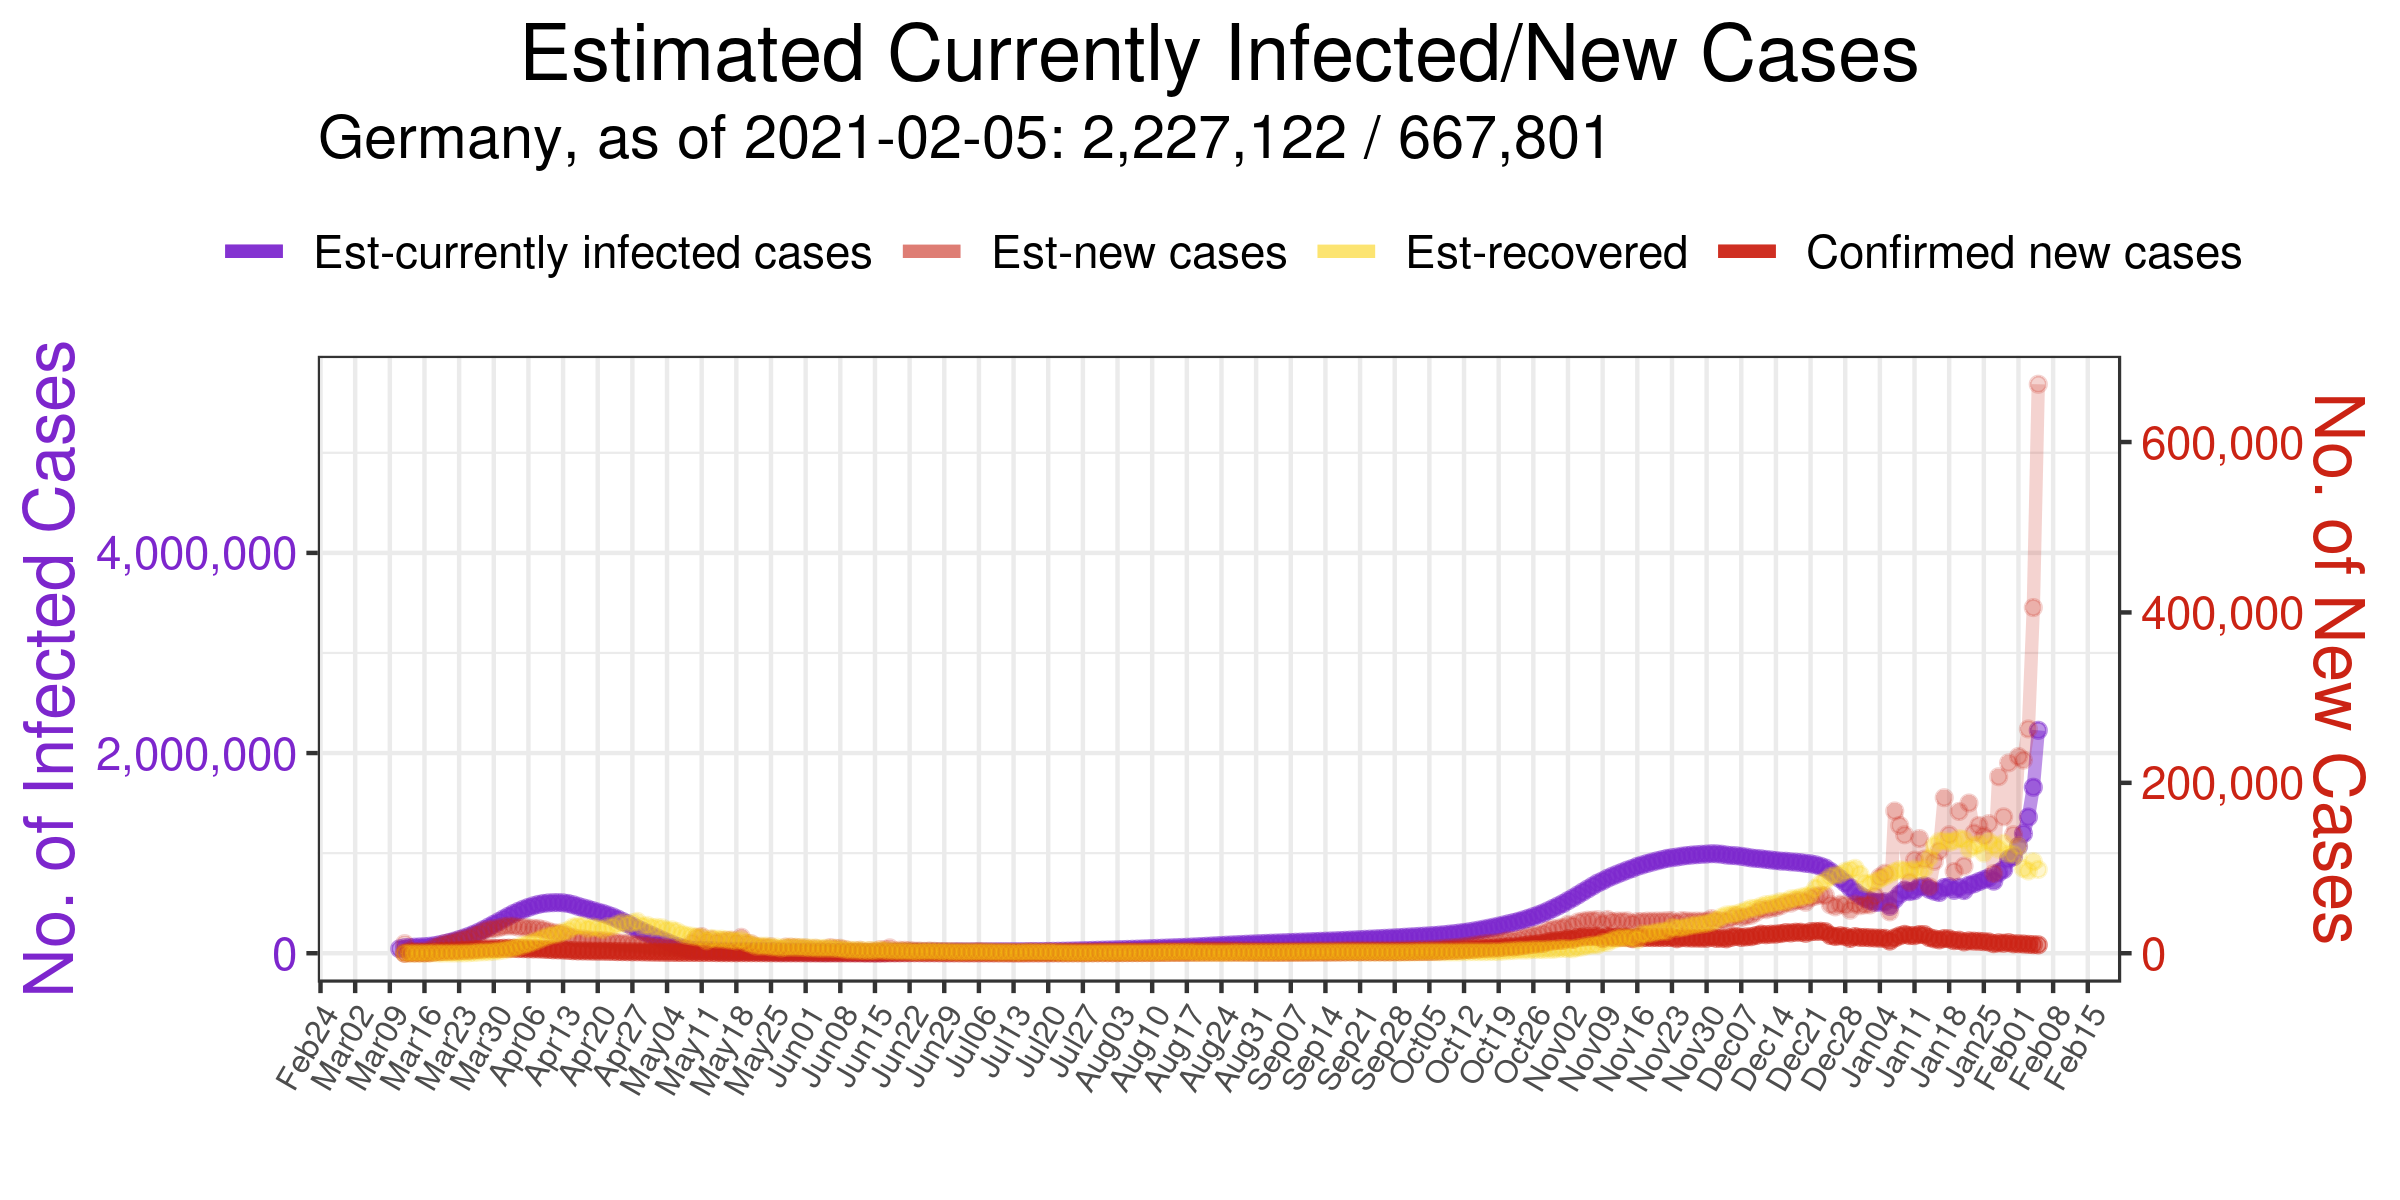 Estimated Currently Infected/New Cases
Germany, as of 2021-02-05: 2,227,122 / 667,801
Est-currently infected cases Est-new cases Est-recovered Confirmed new cases
No. of Infected Cases
4,000,000
2,000,000
0
600,000
400,000
200,000
0
No. of New Cases
Feb24 Mar02 Mar09 Mar16 Mar23 Mar30 Apr06 Apr13 Apr20 Apr27 May04 May11 May18 May25 Jun01 Jun08 Jun15 Jun22 Jun29 Jul06 Jul13 Jul20 Jul27 Aug03 Aug10 Aug17 Aug24 Aug31 Sep07 Sep14 Sep21 Sep28 Oct05 Oct12 Oct19 Oct26 Nov02 Nov09 Nov16 Nov23 Nov30 Dec07 Dec14 Dec21 Dec28 Jan04 Jan11 Jan18 Jan25 Feb01 Feb08 Feb15